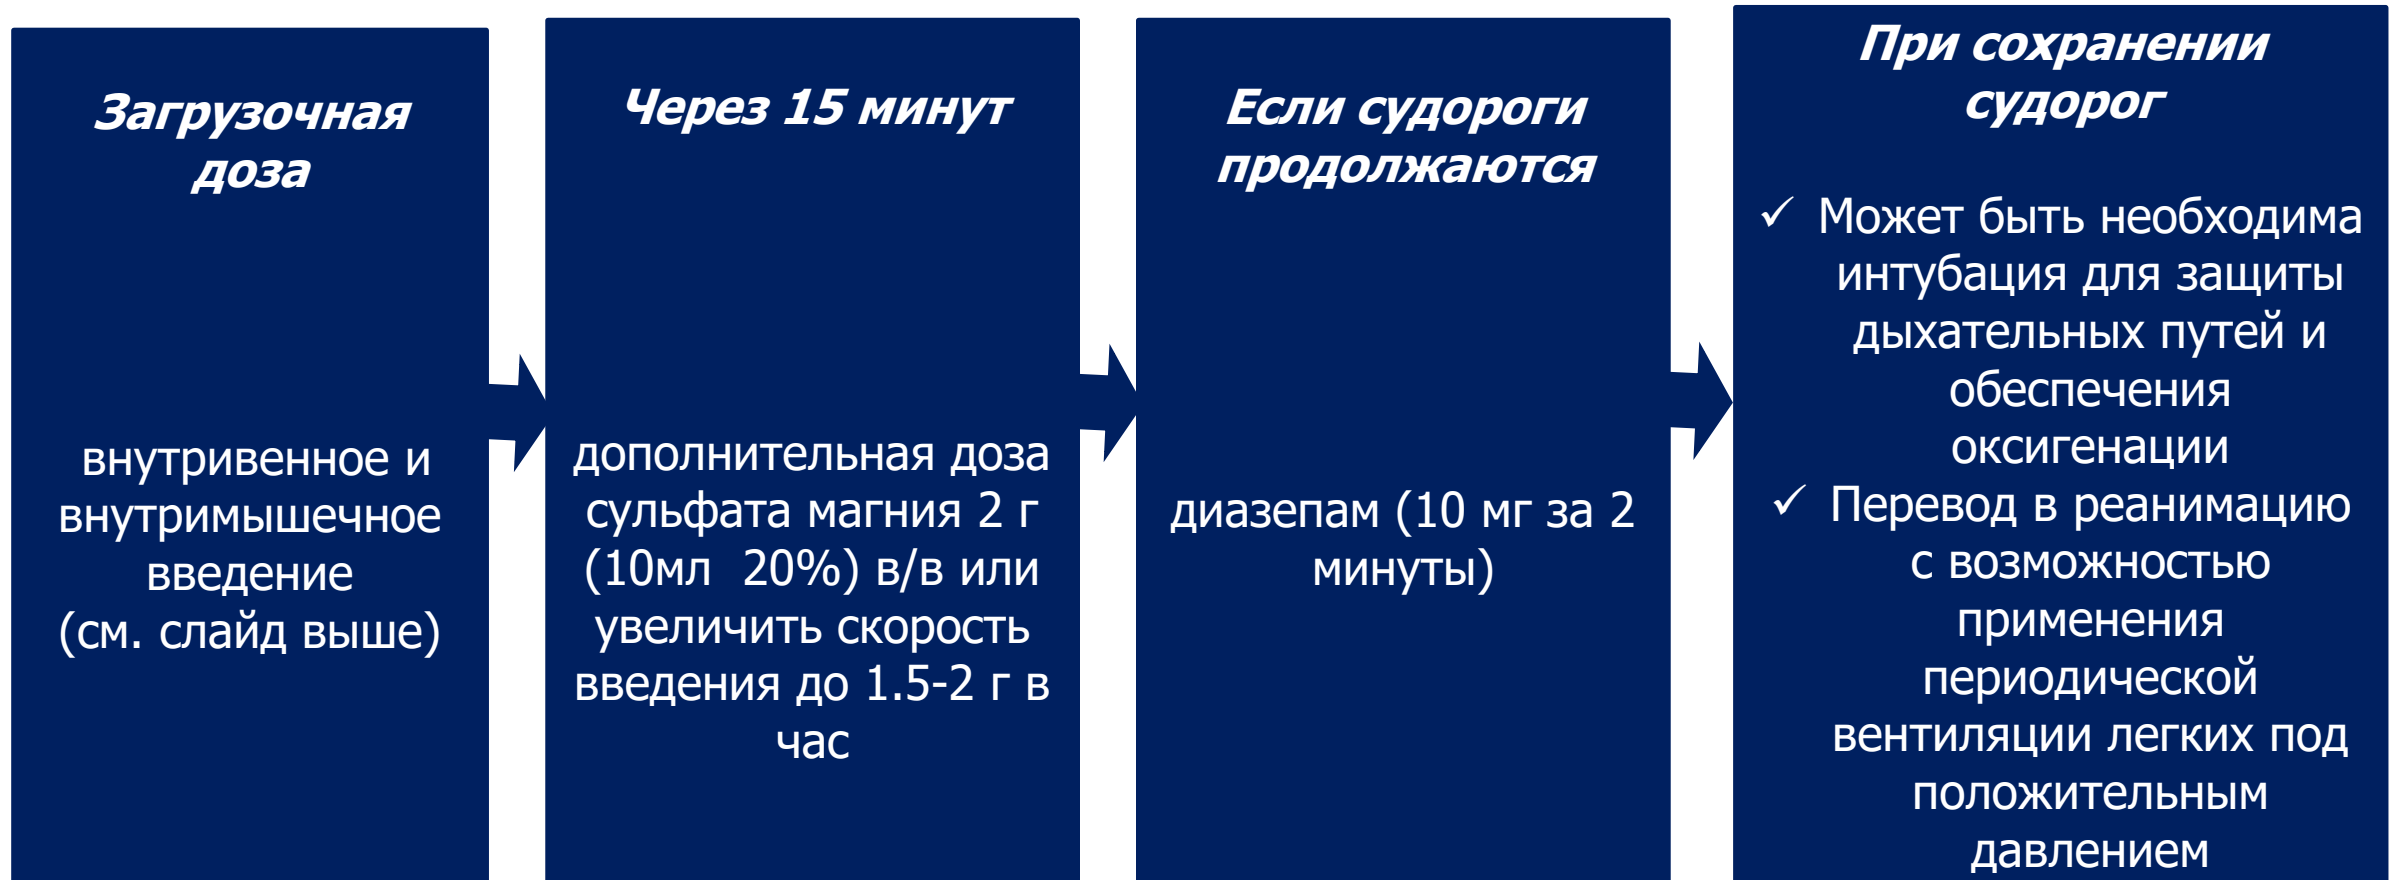 Загрузочная
доза
внутривенное и
внутримышечное
введение
(см. слайд выше)
Через 15 минут
дополнительная доза
сульфата магния 2 г
(10мл  20%) в/в или
увеличить скорость
введения до 1.5-2 г в
час
Если судороги
продолжаются
диазепам (10 мг за 2
минуты)
При сохранении
судорог
✓ Может быть необходима
интубация для защиты
дыхательных путей и
обеспечения
оксигенации
✓ Перевод в реанимацию
с возможностью
применения
периодической
вентиляции легких под
положительным
давлением